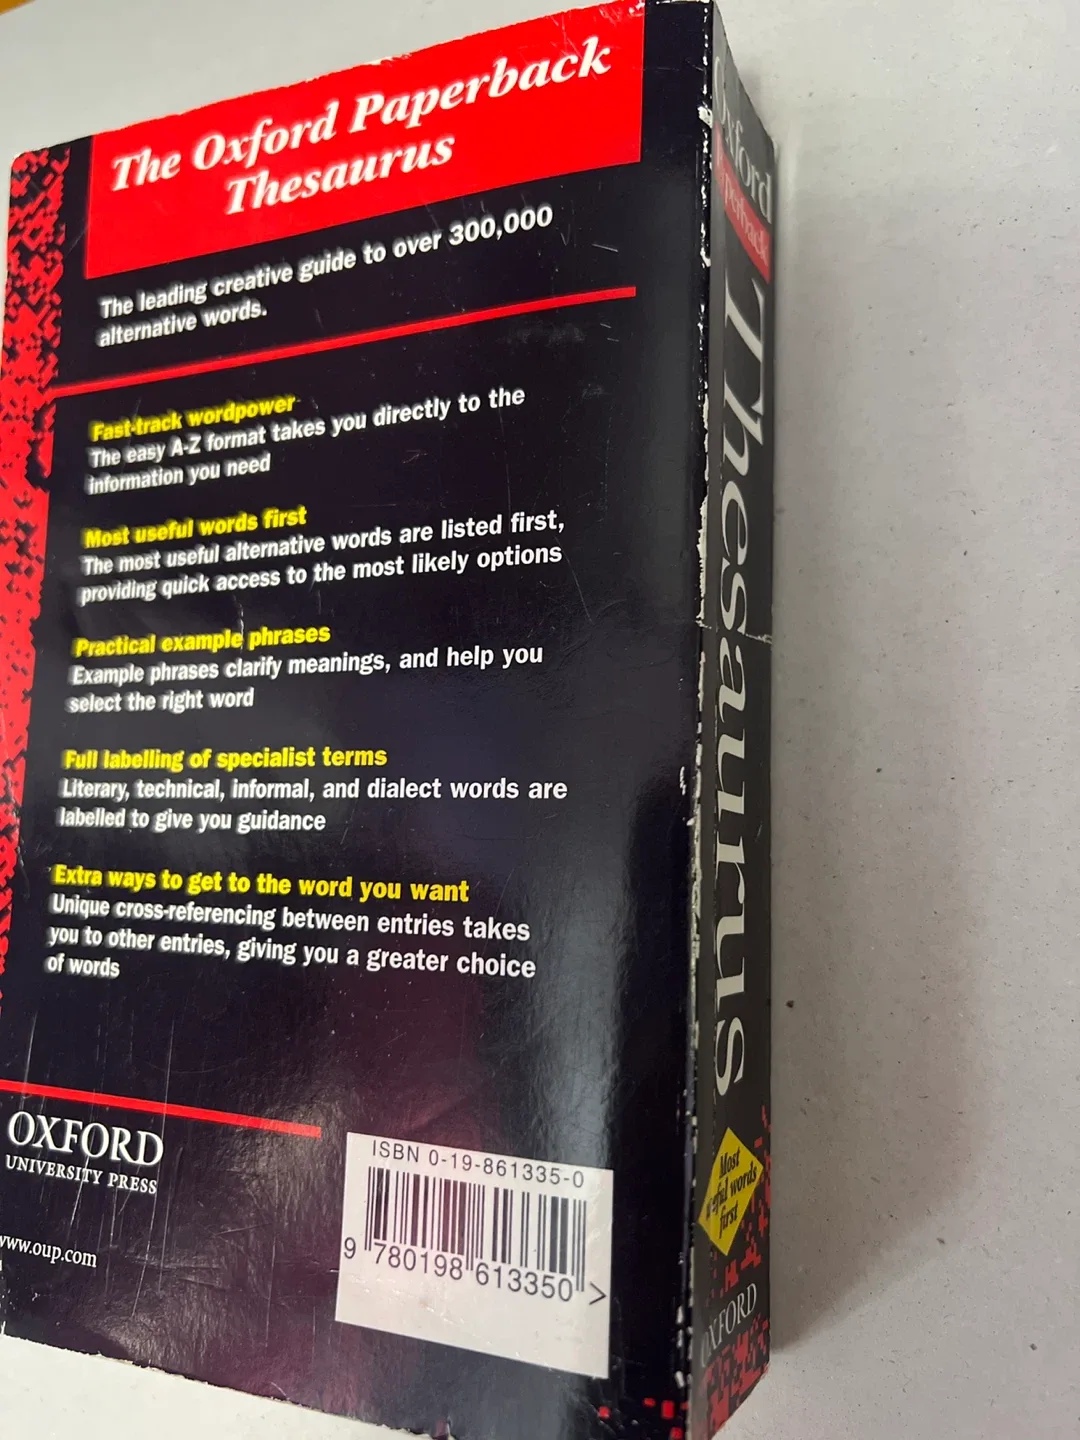 The Oxford Paperback
Thesaurus
The leading creative guide to over 300,000
alternative words.
Fast-track wordpower
The easy A-Z format takes you directly to the
information you need
Most useful words first
The most useful alternative words are listed first,
providing quick access to the most likely options
Practical example phrases
Example phrases clarify meanings, and help you
select the right word
Full labelling of specialist terms
Literary, technical, informal, and dialect words are
labelled to give you guidance
Extra ways to get to the word you want
Unique cross-referencing between entries takes
you to other entries, giving you a greater choice
of words
OXFORD
UNIVERSITY PRESS
www.oup.com
ISBN 0-19-861335-0
9 780198 613350 >
Oxford
Thesaurus
Most
words
first
OXFORD